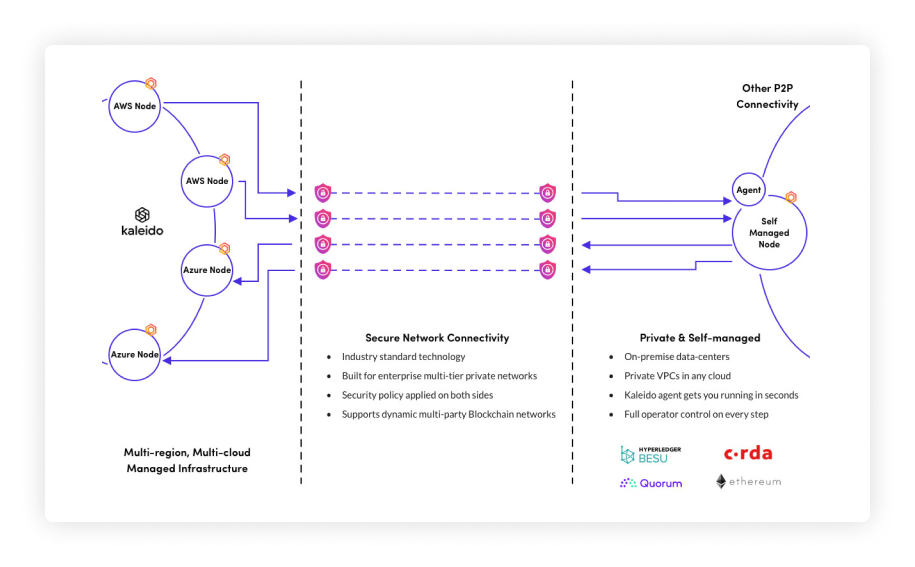 AWS Node
AWS Node
kaleido
Azure Node
Azure Node
Multi-region, Multi-cloud
Managed Infrastructure
Secure Network Connectivity
• Industry standard technology
• Built for enterprise multi-tier private networks
• Security policy applied on both sides
• Supports dynamic multi-party Blockchain networks
Other P2P
Connectivity
Agent
Self
Managed
Node
Private & Self-managed
• On-premise data-centers
• Private VPCs in any cloud
• Kaleido agent gets you running in seconds
• Full operator control on every step
HYPERLEDGER
BESU
c·rda
Quorum
ethereum